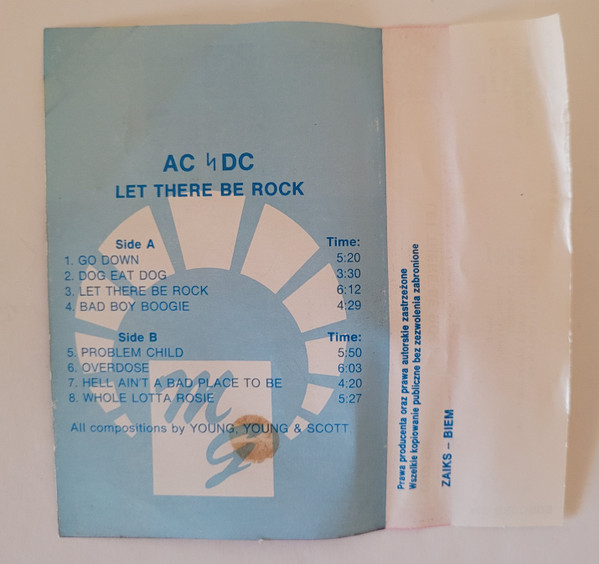 AC ϟ DC
LET THERE BE ROCK
Side A Time:
1. GO DOWN 5:20
2. DOG EAT DOG 3:30
3. LET THERE BE ROCK 6:12
4. BAD BOY BOOGIE 4:29
Side B Time:
5. PROBLEM CHILD 5:50
6. OVERDOSE 6:03
7. HELL AIN'T A BAD PLACE TO BE 4:20
8. WHOLE LOTTA ROSIE 5:27
All compositions by YOUNG, YOUNG & SCOTT
MG
Prawa producenta oraz prawa autorskie zastrzeżone
Wszelkie kopiowanie publiczne bez zezwolenia zabronione
ZAIKS – BIEM